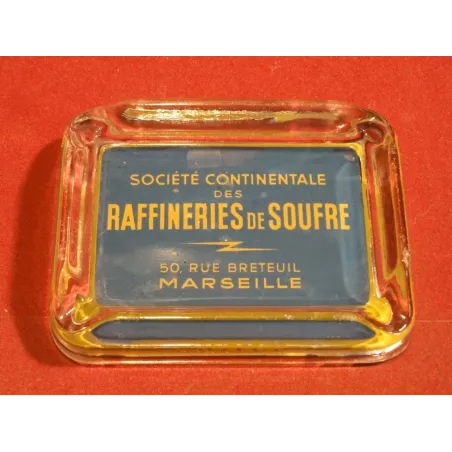 SOCIÉTÉ CONTINENTALE
DES
RAFFINERIES DE SOUFRE
50, RUE BRETEUIL
MARSEILLE